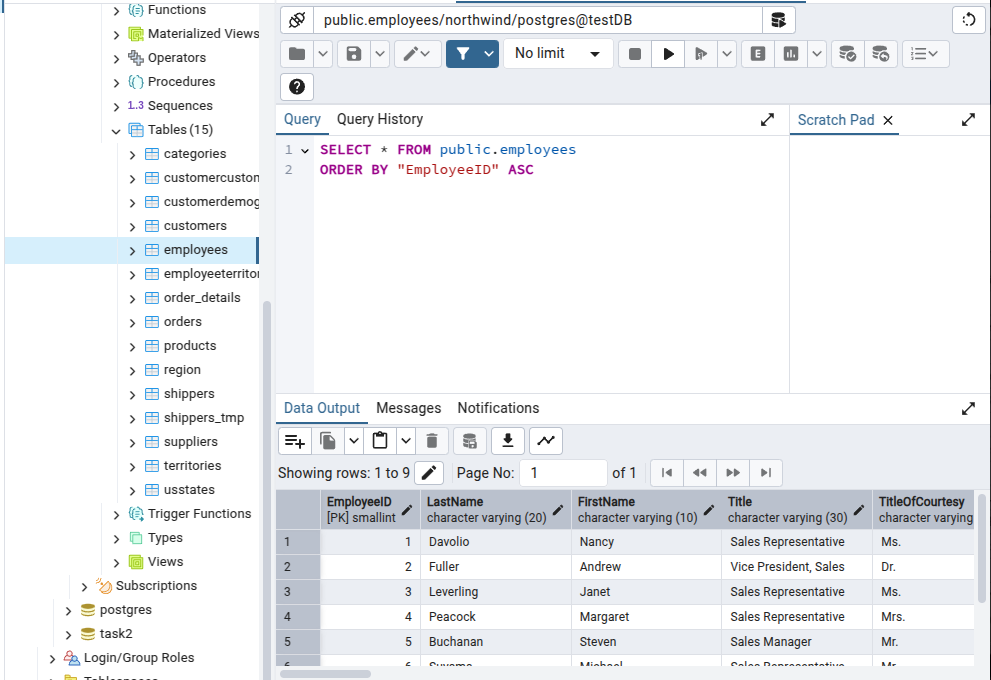 Functions
Materialized Views
Operators
Procedures
1.3 Sequences
Tables (15)
categories
customercuston
customerdemog
customers
employees
employeeterrito
order_details
orders
products
region
shippers
shippers_tmp
suppliers
territories
usstates
Trigger Functions
Types
Views
Subscriptions
postgres
task2
Login/Group Roles
public.employees/northwind/postgres@testDB
No limit
E
Query
Query History
Scratch Pad
1 SELECT * FROM public.employees
2 ORDER BY "EmployeeID" ASC
Data Output
Messages
Notifications
Showing rows: 1 to 9
Page No: 1 of 1
EmployeeID LastName FirstName Title TitleOfCourtesy
[PK] smallint character varying (20) character varying (10) character varying (30) character varying
1 1 Davolio Nancy Sales Representative Ms.
2 2 Fuller Andrew Vice President, Sales Dr.
3 3 Leverling Janet Sales Representative Ms.
4 4 Peacock Margaret Sales Representative Mrs.
5 5 Buchanan Steven Sales Manager Mr.